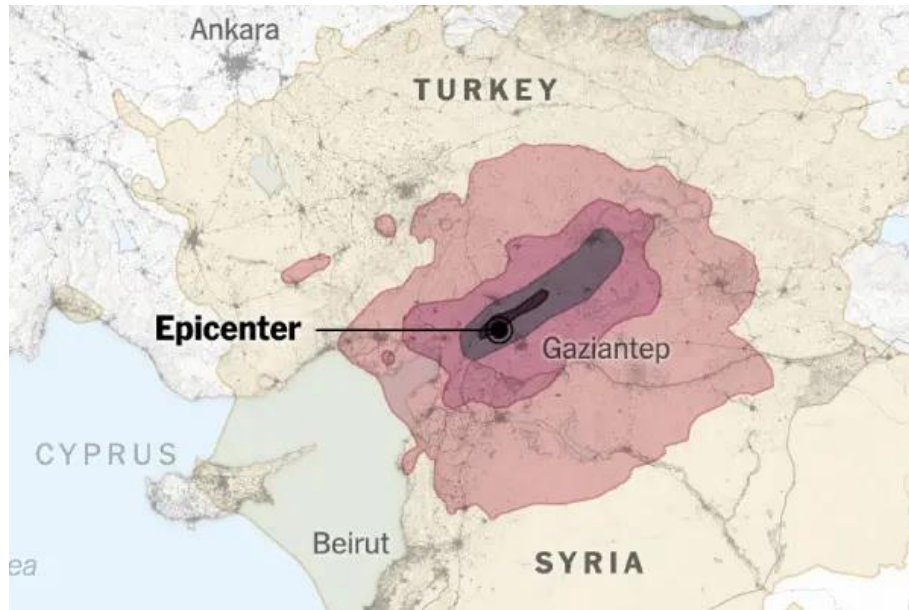 Ankara
TURKEY
Epicenter
Gaziantep
CYPRUS
Beirut
SYRIA
ea